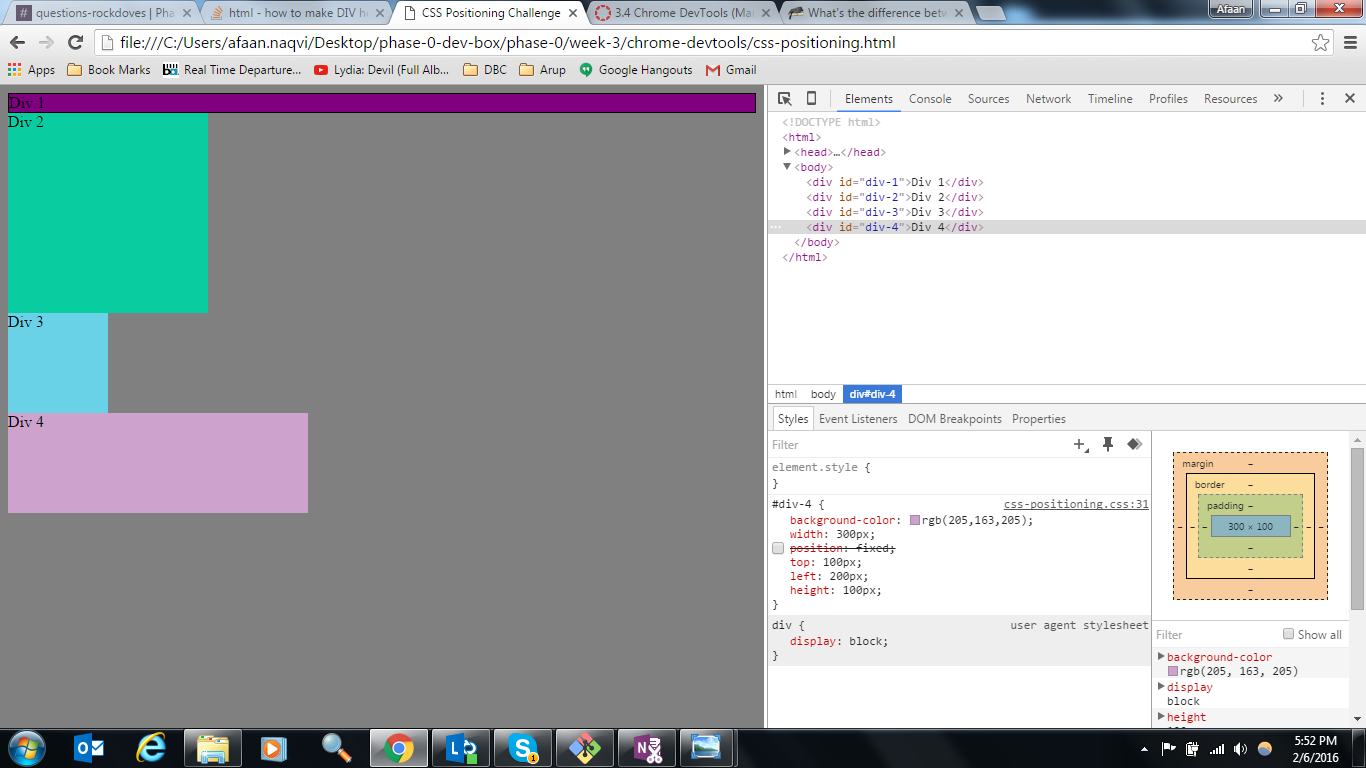 questions-rockdoves | Pha
html - how to make DIV he
CSS Positioning Challenge
3.4 Chrome DevTools (Man
What's the difference betw
Afaan
file:///C:/Users/afaan.naqvi/Desktop/phase-0-dev-box/phase-0/week-3/chrome-devtools/css-positioning.html
Apps Book Marks Real Time Departure... Lydia: Devil (Full Alb... DBC Arup Google Hangouts Gmail
Div 1
Div 2
Div 3
Div 4
Elements Console Sources Network Timeline Profiles Resources »
<!DOCTYPE html>
<html>
<head>…</head>
<body>
<div id="div-1">Div 1</div>
<div id="div-2">Div 2</div>
<div id="div-3">Div 3</div>
<div id="div-4">Div 4</div>
</body>
</html>
html body div#div-4
Styles Event Listeners DOM Breakpoints Properties
Filter
element.style {
}
#div-4 { css-positioning.css:31
background-color: rgb(205,163,205);
width: 300px;
position: fixed;
top: 100px;
left: 200px;
height: 100px;
}
div { user agent stylesheet
display: block;
}
margin –
border –
padding –
– – – 300 × 100 – – –
–
–
–
Filter Show all
background-color
rgb(205, 163, 205)
display
block
height
5:52 PM
2/6/2016